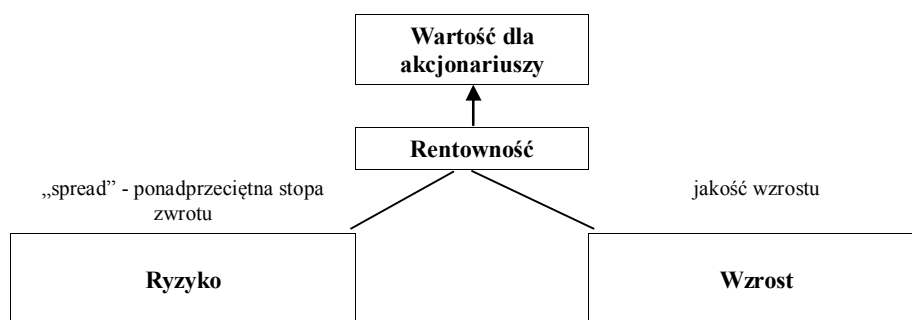 Wartość dla
akcjonariuszy
Rentowność
„spread” - ponadprzeciętna stopa
zwrotu
jakość wzrostu
Ryzyko
Wzrost